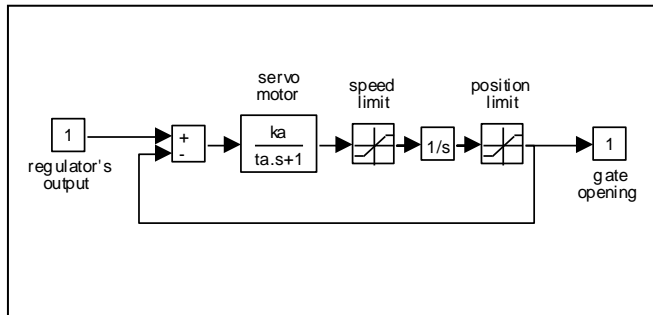 servo
motor
speed
limit
position
limit
1
+
-
ka
ta.s+1
1/s
1
regulator's
output
gate
opening